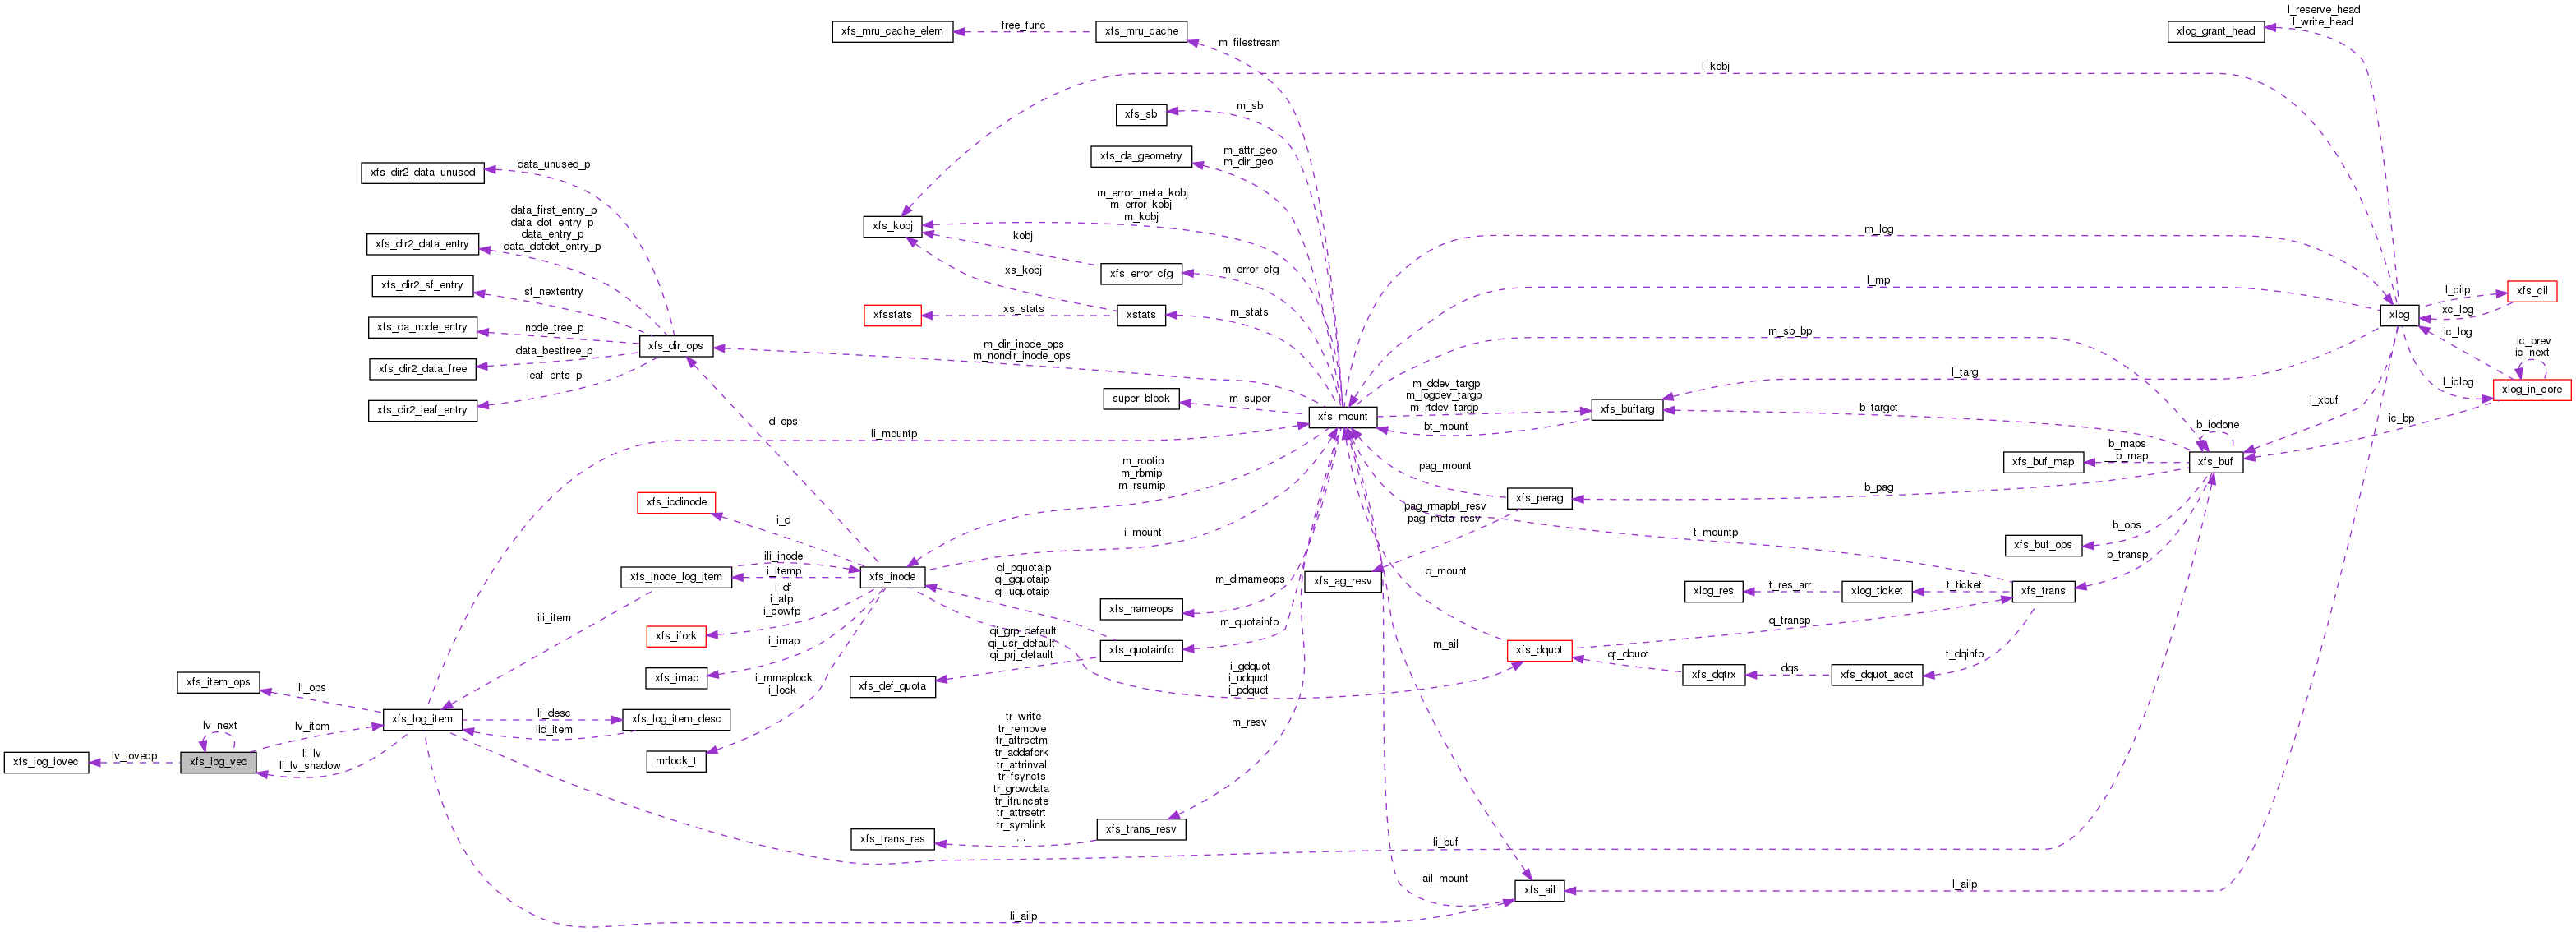 xfs_mru_cache_elem
free_func
xfs_mru_cache
m_filestream
xlog_grant_head
l_reserve_head
l_write_head
l_kobj
xfs_sb
m_sb
xfs_da_geometry
m_attr_geo
m_dir_geo
xfs_dir2_data_unused
data_unused_p
xfs_dir2_data_entry
data_first_entry_p
data_dot_entry_p
data_entry_p
data_dotdot_entry_p
xfs_kobj
m_error_meta_kobj
m_error_kobj
m_kobj
kobj
xfs_error_cfg
m_error_cfg
xs_kobj
m_log
xfs_dir2_sf_entry
sf_nextentry
xfsstats
xs_stats
xstats
m_stats
l_mp
xlog
l_cilp
xfs_cil
xc_log
xfs_da_node_entry
node_tree_p
xfs_dir_ops
m_dir_inode_ops
m_nondir_inode_ops
m_sb_bp
ic_log
ic_prev
ic_next
xfs_dir2_data_free
data_bestfree_p
xfs_dir2_leaf_entry
leaf_ents_p
l_targ
l_iclog
xlog_in_core
super_block
m_super
xfs_mount
m_ddev_targp
m_logdev_targp
m_rtdev_targp
bt_mount
xfs_buftarg
b_target
l_xbuf
ic_bp
d_ops
li_mountp
b_iodone
xfs_buf
xfs_buf_map
b_maps
__b_map
m_rootip
m_rbmip
m_rsumip
pag_mount
xfs_perag
b_pag
xfs_icdinode
i_d
i_mount
pag_rmapbt_resv
pag_meta_resv
t_mountp
b_ops
xfs_buf_ops
b_transp
xfs_inode_log_item
ili_inode
i_itemp
xfs_inode
qi_pquotaip
qi_gquotaip
qi_uquotaip
m_dirnameops
xfs_ag_resv
q_mount
xlog_res
t_res_arr
xlog_ticket
t_ticket
xfs_trans
ili_item
i_df
i_afp
i_cowfp
xfs_ifork
xfs_nameops
m_quotainfo
q_transp
i_imap
xfs_imap
qi_grp_default
qi_usr_default
qi_prj_default
xfs_quotainfo
m_ail
xfs_dquot
qt_dquot
xfs_dqtrx
dqs
xfs_dquot_acct
t_dqinfo
xfs_item_ops
li_ops
i_mmaplock
i_lock
xfs_def_quota
i_gdquot
i_udquot
i_pdquot
xfs_log_item
li_desc
xfs_log_item_desc
lid_item
lv_next
lv_item
xfs_log_iovec
lv_iovecp
xfs_log_vec
li_lv
li_lv_shadow
mrlock_t
m_resv
tr_write
tr_remove
tr_attrsetm
tr_addafork
tr_attrinval
tr_fsyncts
tr_growdata
tr_itruncate
tr_attrsetrt
tr_symlink
...
xfs_trans_res
xfs_trans_resv
li_buf
ail_mount
xfs_ail
l_ailp
li_ailp